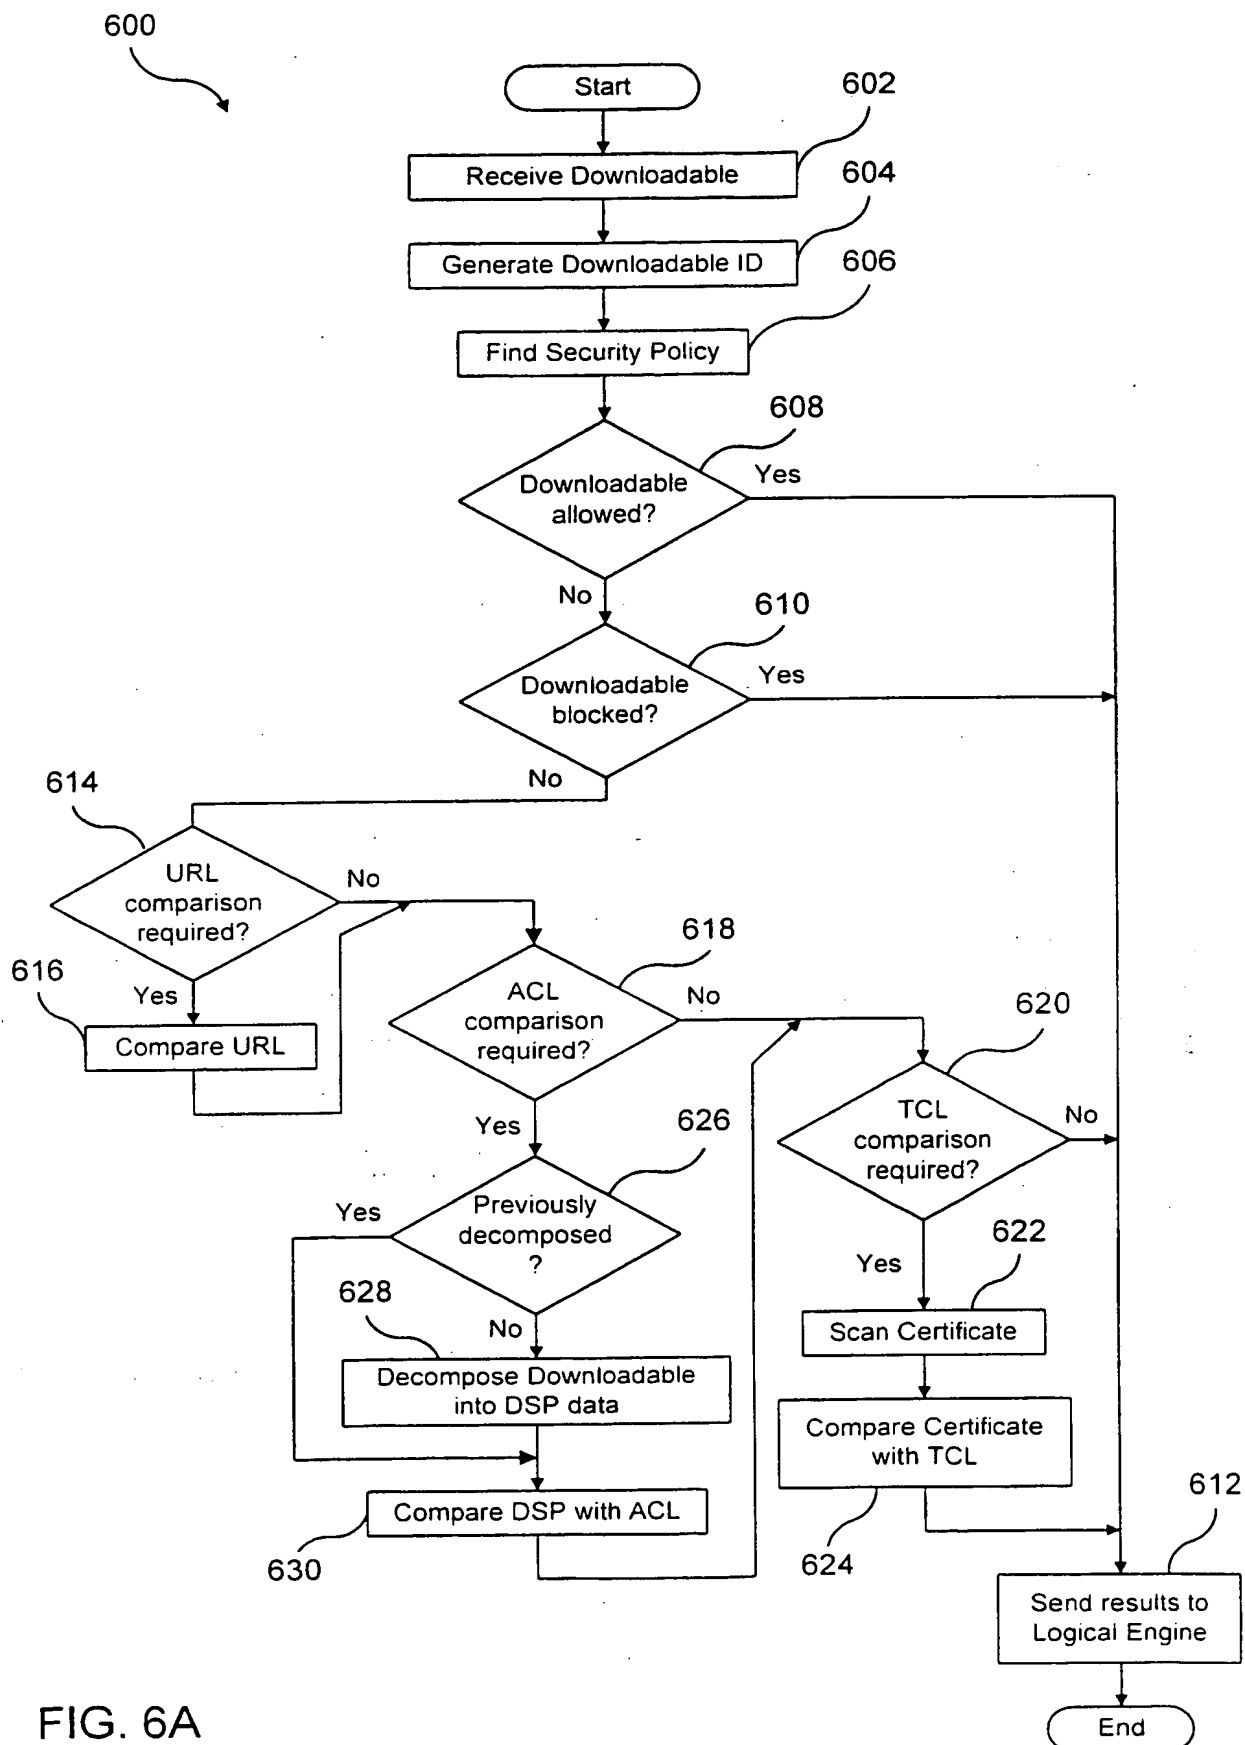 600
Start
602
Receive Downloadable
604
Generate Downloadable ID
606
Find Security Policy
608
Downloadable
allowed?
Yes
No
610
Downloadable
blocked?
Yes
No
614
URL
comparison
required?
No
Yes
616
Compare URL
618
ACL
comparison
required?
No
Yes
620
TCL
comparison
required?
No
Yes
626
Previously
decomposed
?
Yes
No
622
Scan Certificate
628
Decompose Downloadable
into DSP data
Compare Certificate
with TCL
624
Compare DSP with ACL
630
612
Send results to
Logical Engine
End
FIG. 6A